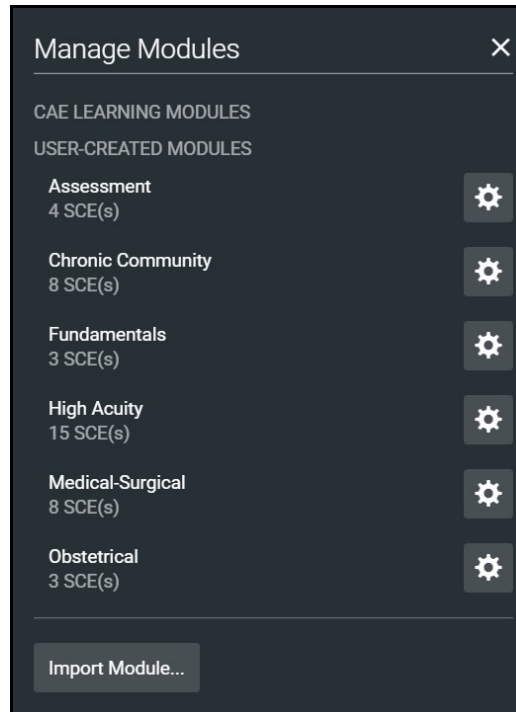 Manage Modules
CAE LEARNING MODULES
USER-CREATED MODULES
Assessment
4 SCE(s)
Chronic Community
8 SCE(s)
Fundamentals
3 SCE(s)
High Acuity
15 SCE(s)
Medical-Surgical
8 SCE(s)
Obstetrical
3 SCE(s)
Import Module...